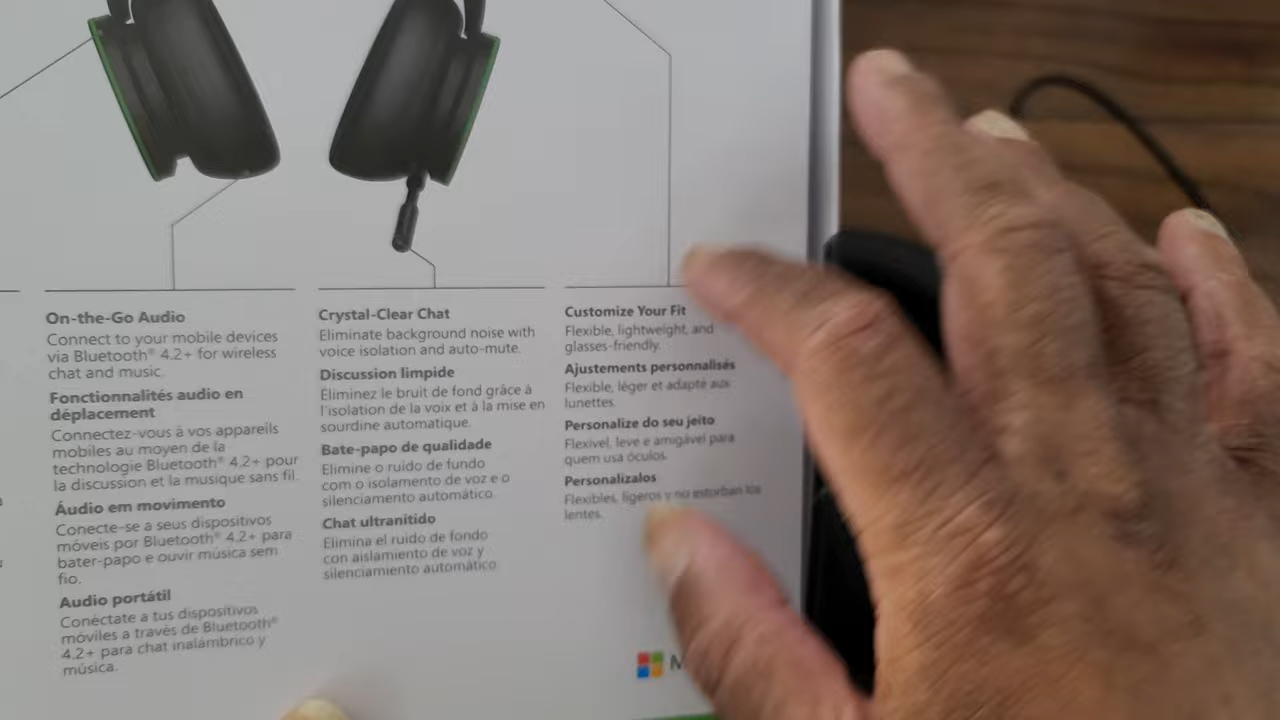 On-the-Go Audio
Connect to your mobile devices
via Bluetooth® 4.2+ for wireless
chat and music.
Fonctionnalités audio en
déplacement
Connectez-vous à vos appareils
mobiles au moyen de la
technologie Bluetooth® 4.2+ pour
la discussion et la musique sans fil.
Áudio em movimento
Conecte-se a seus dispositivos
móveis por Bluetooth® 4.2+ para
bater-papo e ouvir música sem
fio.
Audio portátil
Conéctate a tus dispositivos
móviles a través de Bluetooth®
4.2+ para chat inalámbrico y
música.
Crystal-Clear Chat
Eliminate background noise with
voice isolation and auto-mute.
Discussion limpide
Éliminez le bruit de fond grâce à
l'isolation de la voix et à la mise en
sourdine automatique.
Bate-papo de qualidade
Elimine o ruído de fundo
com o isolamento de voz e o
silenciamento automático.
Chat ultranítido
Elimina el ruido de fondo
con aislamiento de voz y
silenciamiento automático.
Customize Your Fit
Flexible, lightweight, and
glasses-friendly.
Ajustements personnalisés
Flexible, léger et adapté aux
lunettes.
Personalize do seu jeito
Flexível, leve e amigável para
quem usa óculos.
Personalízalos
Flexibles, ligeros y no estorban los
lentes.